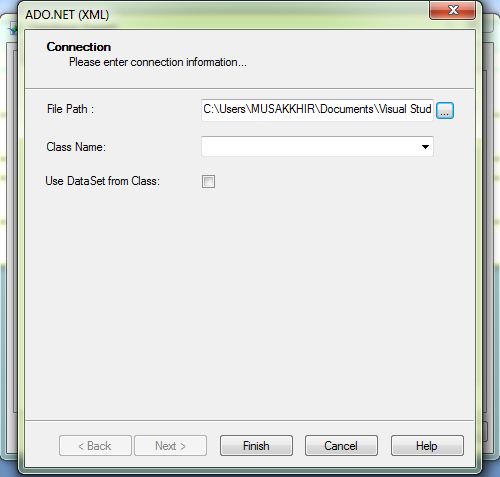 ADO.NET (XML)
Connection
Please enter connection information...
File Path :
C:\Users\MUSAKKHIR\Documents\Visual Stud
...
Class Name:
Use DataSet from Class:
< Back
Next >
Finish
Cancel
Help